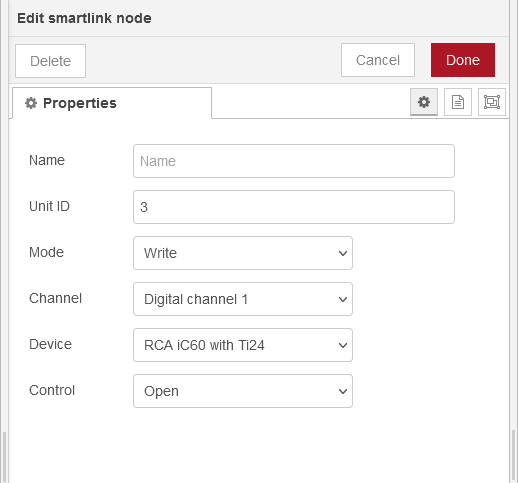 Edit smartlink node
Delete Cancel Done
Properties
Name Name
Unit ID 3
Mode Write
Channel Digital channel 1
Device RCA iC60 with Ti24
Control Open